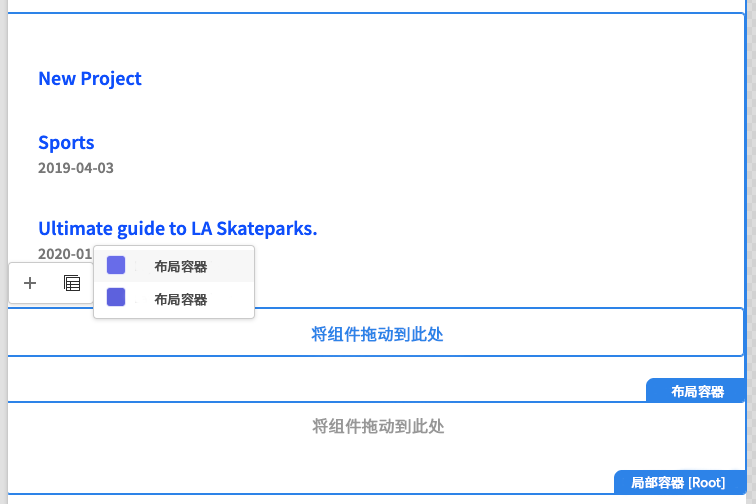 New Project
Sports
2019-04-03
Ultimate guide to LA Skateparks.
2020-01
布局容器
布局容器
将组件拖动到此处
布局容器
将组件拖动到此处
局部容器 [Root]